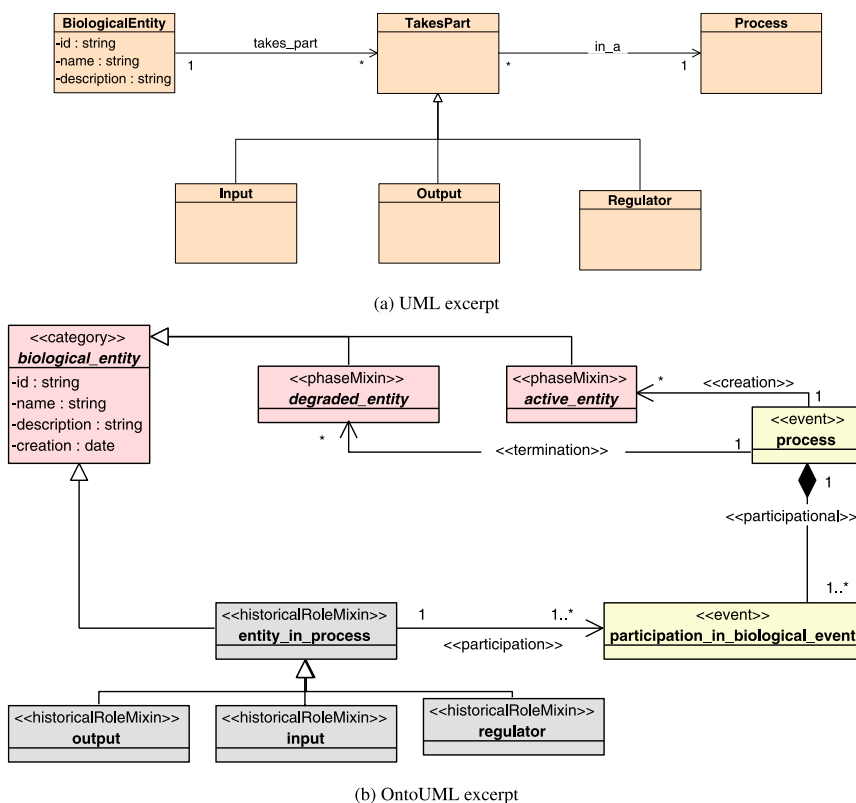 BiologicalEntity
-id : string
-name : string
-description : string
takes_part
1
*
TakesPart
in_a
*
1
Process
Input
Output
Regulator
(a) UML excerpt
<<category>>
biological_entity
-id : string
-name : string
-description : string
-creation : date
<<phaseMixin>>
degraded_entity
<<phaseMixin>>
active_entity
*
<<creation>>
1
<<event>>
process
*
<<termination>>
1
1
<<participational>>
1..*
<<historicalRoleMixin>>
entity_in_process
1
1..*
<<participation>>
<<event>>
participation_in_biological_event
<<historicalRoleMixin>>
output
<<historicalRoleMixin>>
input
<<historicalRoleMixin>>
regulator
(b) OntoUML excerpt